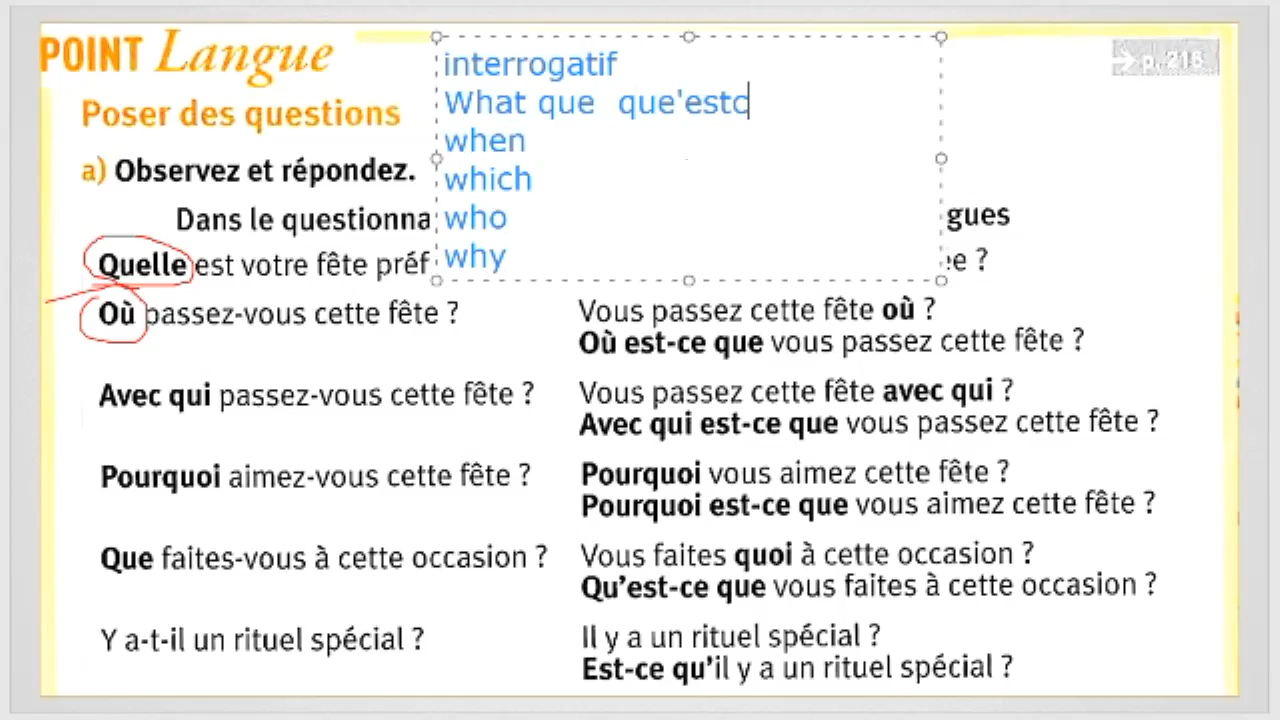 POINT Langue
p. 216
Poser des questions
interrogatif
What que  que'estc
when
which
who
why
a) Observez et répondez.
Dans le questionna
gues
Quelle est votre fête préf
e ?
Où passez-vous cette fête ?
Vous passez cette fête où ?
Où est-ce que vous passez cette fête ?
Avec qui passez-vous cette fête ?
Vous passez cette fête avec qui ?
Avec qui est-ce que vous passez cette fête ?
Pourquoi aimez-vous cette fête ?
Pourquoi vous aimez cette fête ?
Pourquoi est-ce que vous aimez cette fête ?
Que faites-vous à cette occasion ?
Vous faites quoi à cette occasion ?
Qu'est-ce que vous faites à cette occasion ?
Y a-t-il un rituel spécial ?
Il y a un rituel spécial ?
Est-ce qu'il y a un rituel spécial ?